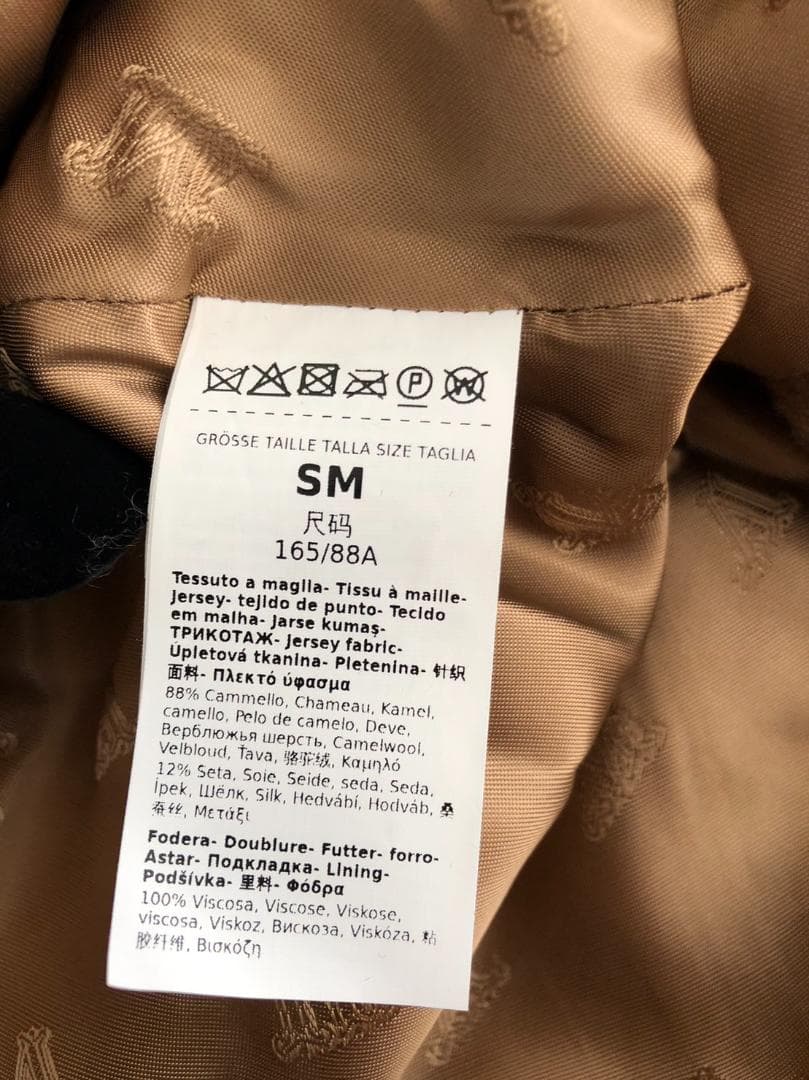 P W
GRÖSSE TAILLE TALLA SIZE TAGLIA
SM
尺码
165/88A
Tessuto a maglia- Tissu à maille-
Jersey- tejido de punto- Tecido
em malha- Jarse kumaş-
ТРИКОТАЖ- Jersey fabric-
Úpletová tkanina- Pletenina- 针织
面料- Πλεκτό ύφασμα
88% Cammello, Chameau, Kamel,
camello, Pelo de camelo, Deve,
Верблюжья шерсть, Camelwool,
Velbloud, Ťava, 骆驼绒, Καμηλό
12% Seta, Soie, Seide, seda, Seda,
İpek, Шёлк, Silk, Hedvábí, Hodváb, 桑
蚕丝, Μετάξι
Fodera- Doublure- Futter- forro-
Astar- Подкладка- Lining-
Podšívka- 里料- Φόδρα
100% Viscosa, Viscose, Viskose,
viscosa, Viskoz, Вискоза, Viskóza, 粘
胶纤维, Βισκόζη